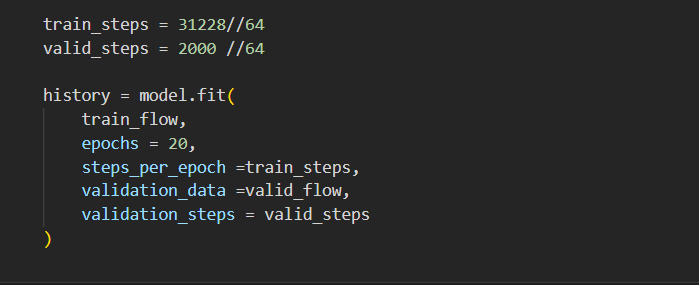 train_steps = 31228//64
valid_steps = 2000 //64
history = model.fit(
train_flow,
epochs = 20,
steps_per_epoch =train_steps,
validation_data =valid_flow,
validation_steps = valid_steps
)